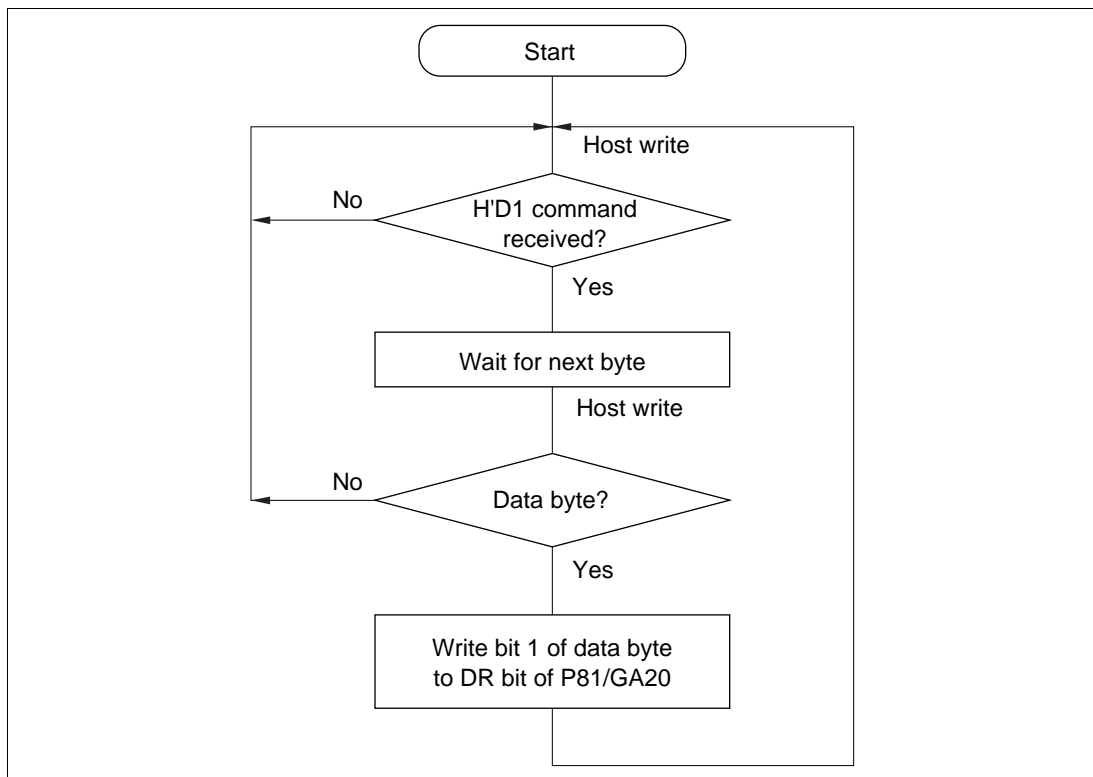 Start
Host write
No
H'D1 command
received?
Yes
Wait for next byte
Host write
No
Data byte?
Yes
Write bit 1 of data byte
to DR bit of P81/GA20